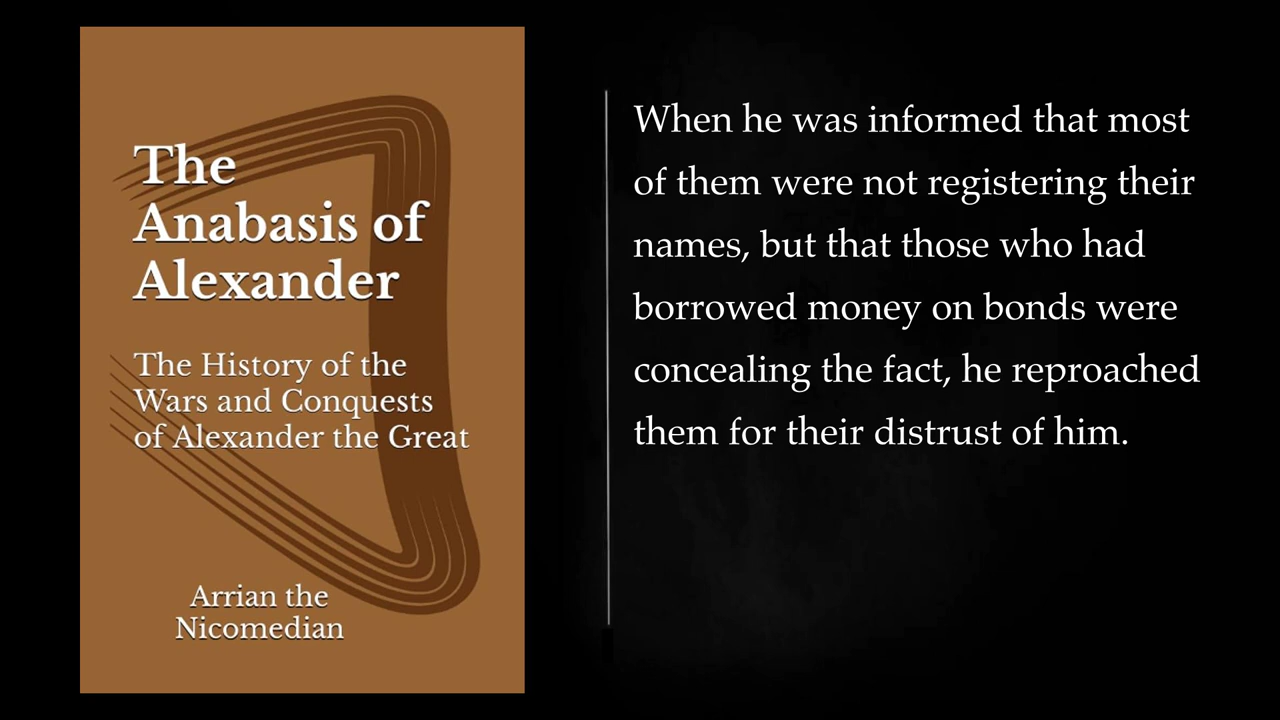 The
Anabasis of
Alexander
The History of the
Wars and Conquests
of Alexander the Great
Arrian the
Nicomedian
When he was informed that most
of them were not registering their
names, but that those who had
borrowed money on bonds were
concealing the fact, he reproached
them for their distrust of him.